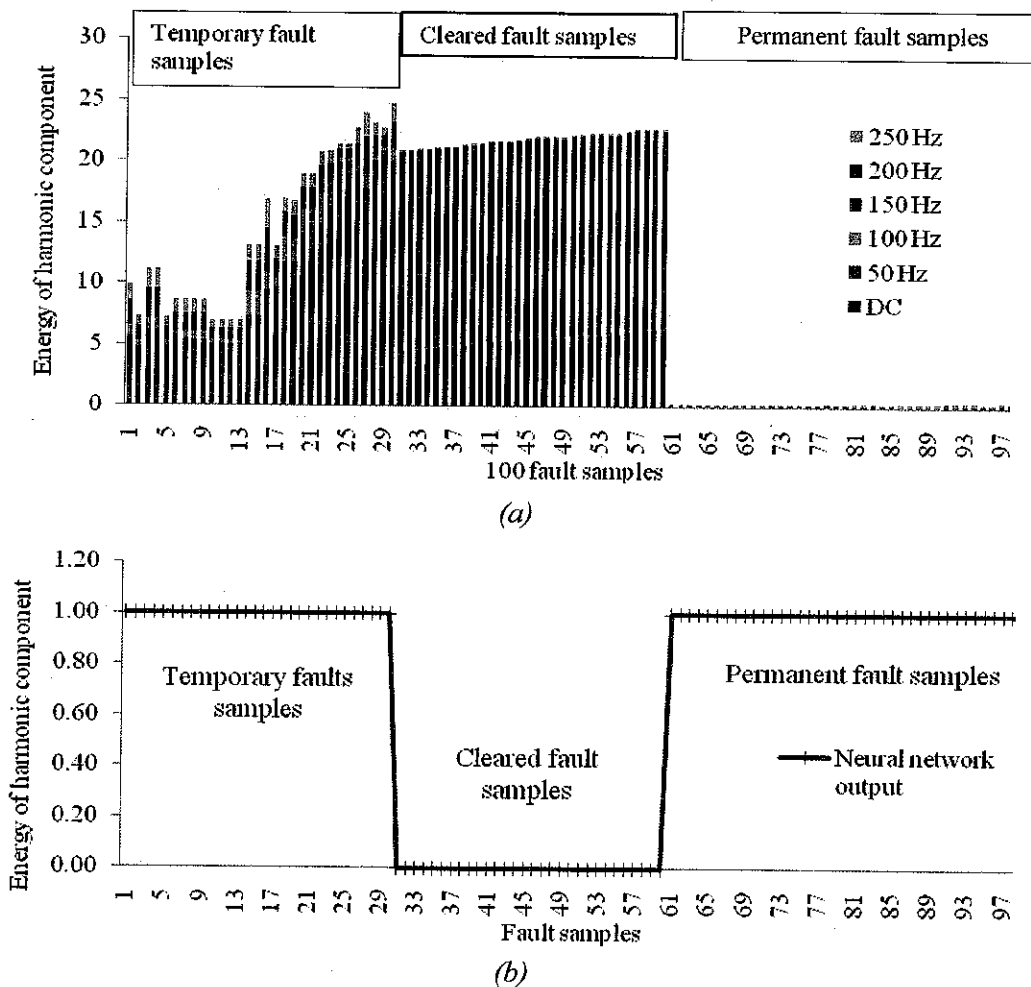 Temporary fault
samples
Cleared fault samples
Permanent fault samples
30
25
20
15
10
5
0
Energy of harmonic component
250 Hz
200 Hz
150 Hz
100 Hz
50 Hz
DC
1 5 9 13 17 21 25 29 33 37 41 45 49 53 57 61 65 69 73 77 81 85 89 93 97
100 fault samples
(a)
1.20
1.00
0.80
0.60
0.40
0.20
0.00
Energy of harmonic component
Temporary faults
samples
Cleared fault
samples
Permanent fault samples
Neural network
output
1 5 9 13 17 21 25 29 33 37 41 45 49 53 57 61 65 69 73 77 81 85 89 93 97
Fault samples
(b)